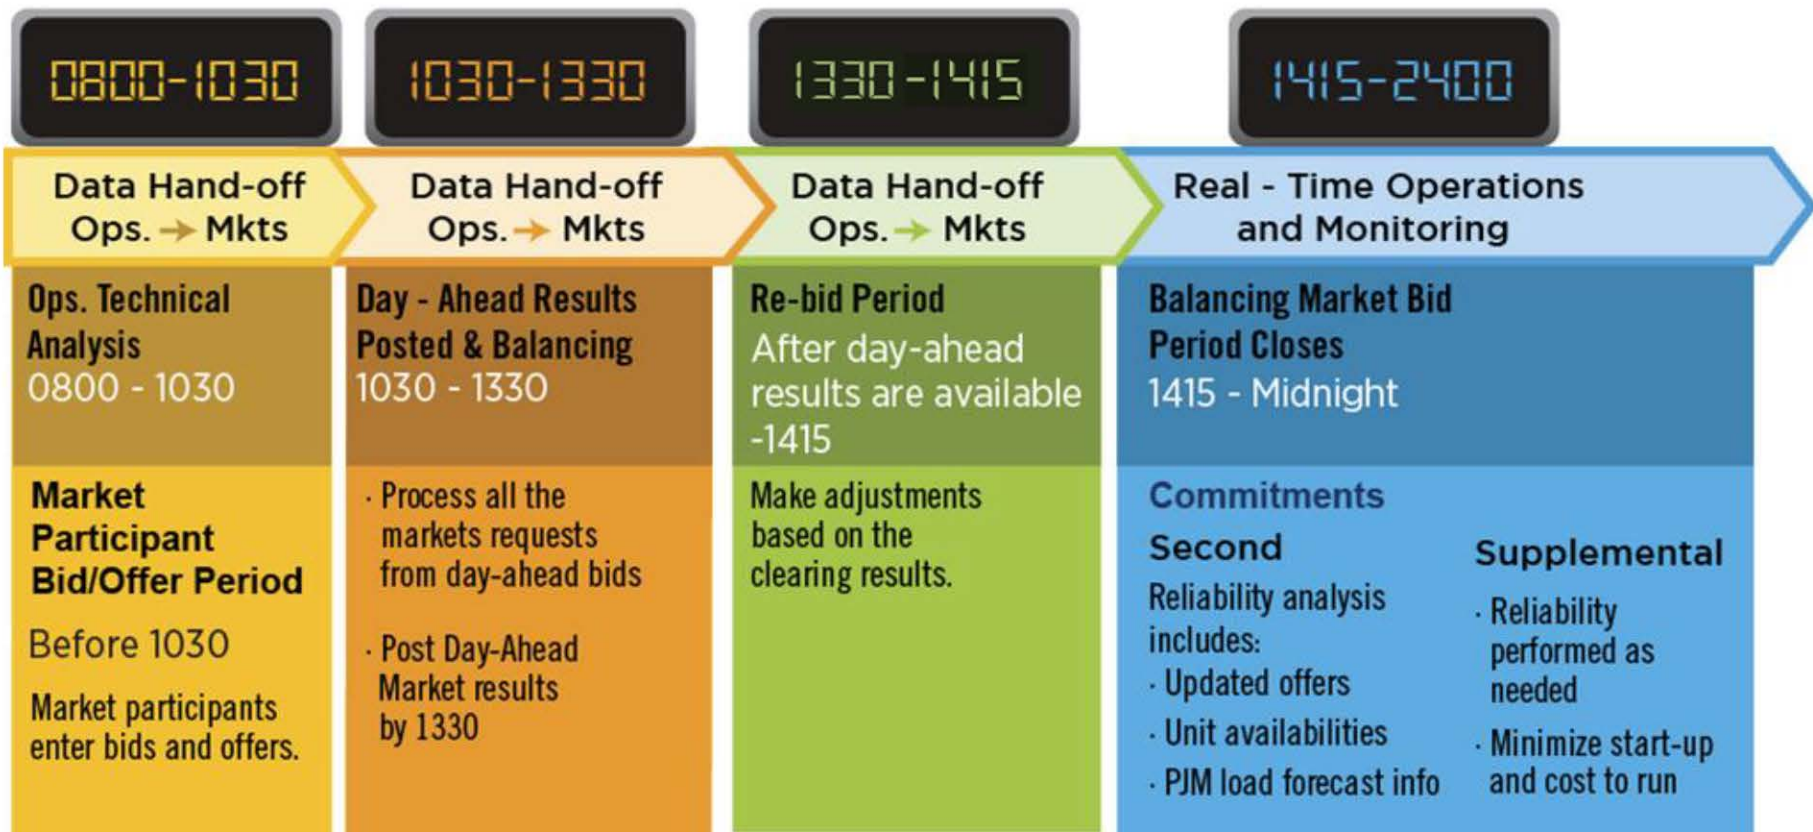 0800-1030
Data Hand-off
Ops. → Mkts
Ops. Technical
Analysis
0800 - 1030
Market
Participant
Bid/Offer Period
Before 1030
Market participants
enter bids and offers.
1030-1330
Data Hand-off
Ops. → Mkts
Day - Ahead Results
Posted & Balancing
1030 - 1330
· Process all the
markets requests
from day-ahead bids
· Post Day-Ahead
Market results
by 1330
1330-1415
Data Hand-off
Ops. → Mkts
Re-bid Period
After day-ahead
results are available
-1415
Make adjustments
based on the
clearing results.
1415-2400
Real - Time Operations
and Monitoring
Balancing Market Bid
Period Closes
1415 - Midnight
Commitments
Second
Reliability analysis
includes:
· Updated offers
· Unit availabilities
· PJM load forecast info
Supplemental
· Reliability
performed as
needed
· Minimize start-up
and cost to run